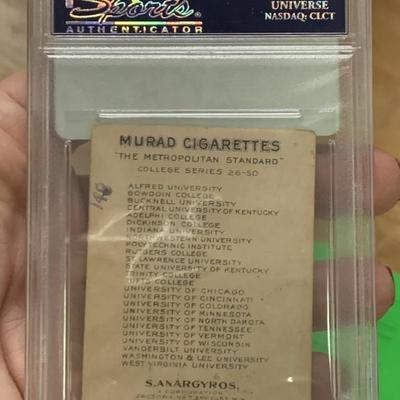 Sports
AUTHENTICATOR
UNIVERSE
NASDAQ: CLCT
MURAD CIGARETTES
"THE METROPOLITAN STANDARD"
COLLEGE SERIES 26-50
148
ALFRED UNIVERSITY
BOWDOIN COLLEGE
BUCKNELL UNIVERSITY
CENTRAL UNIVERSITY OF KENTUCKY
ADELPHI COLLEGE
DICKINSON COLLEGE
INDIANA UNIVERSITY
NORTHWESTERN UNIVERSITY
POLYTECHNIC INSTITUTE
RUTGERS COLLEGE
ST. LAWRENCE UNIVERSITY
STATE UNIVERSITY OF KENTUCKY
TRINITY COLLEGE
TUFTS COLLEGE
UNIVERSITY OF CHICAGO
UNIVERSITY OF CINCINNATI
UNIVERSITY OF COLORADO
UNIVERSITY OF MINNESOTA
UNIVERSITY OF NORTH DAKOTA
UNIVERSITY OF TENNESSEE
UNIVERSITY OF VERMONT
UNIVERSITY OF WISCONSIN
VANDERBILT UNIVERSITY
WASHINGTON & LEE UNIVERSITY
WEST VIRGINIA UNIVERSITY
S. ANARGYROS.
A CORPORATION